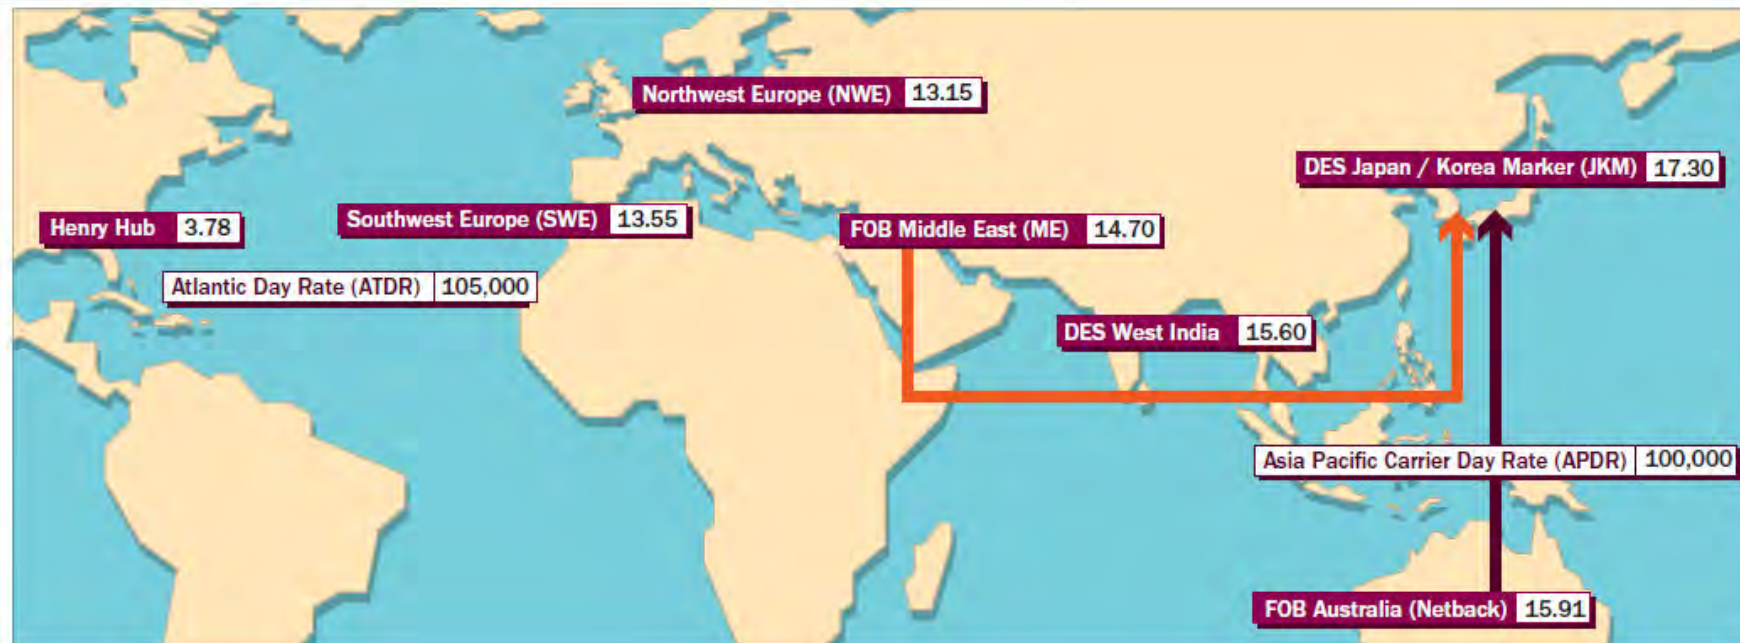 Northwest Europe (NWE) 13.15
DES Japan / Korea Marker (JKM) 17.30
Henry Hub 3.78
Southwest Europe (SWE) 13.55
FOB Middle East (ME) 14.70
Atlantic Day Rate (ATDR) 105,000
DES West India 15.60
Asia Pacific Carrier Day Rate (APDR) 100,000
FOB Australia (Netback) 15.91